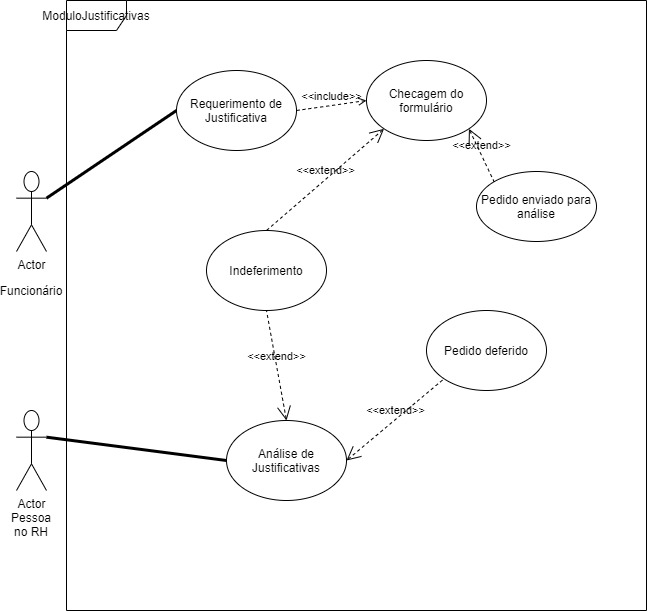 ModuloJustificativas
Requerimento de
Justificativa
<<include>>
Checagem do
formulário
<<extend>>
<<extend>>
Pedido enviado para
análise
Actor
Funcionário
Indeferimento
<<extend>>
Pedido deferido
<<extend>>
Análise de
Justificativas
Actor
Pessoa
no RH